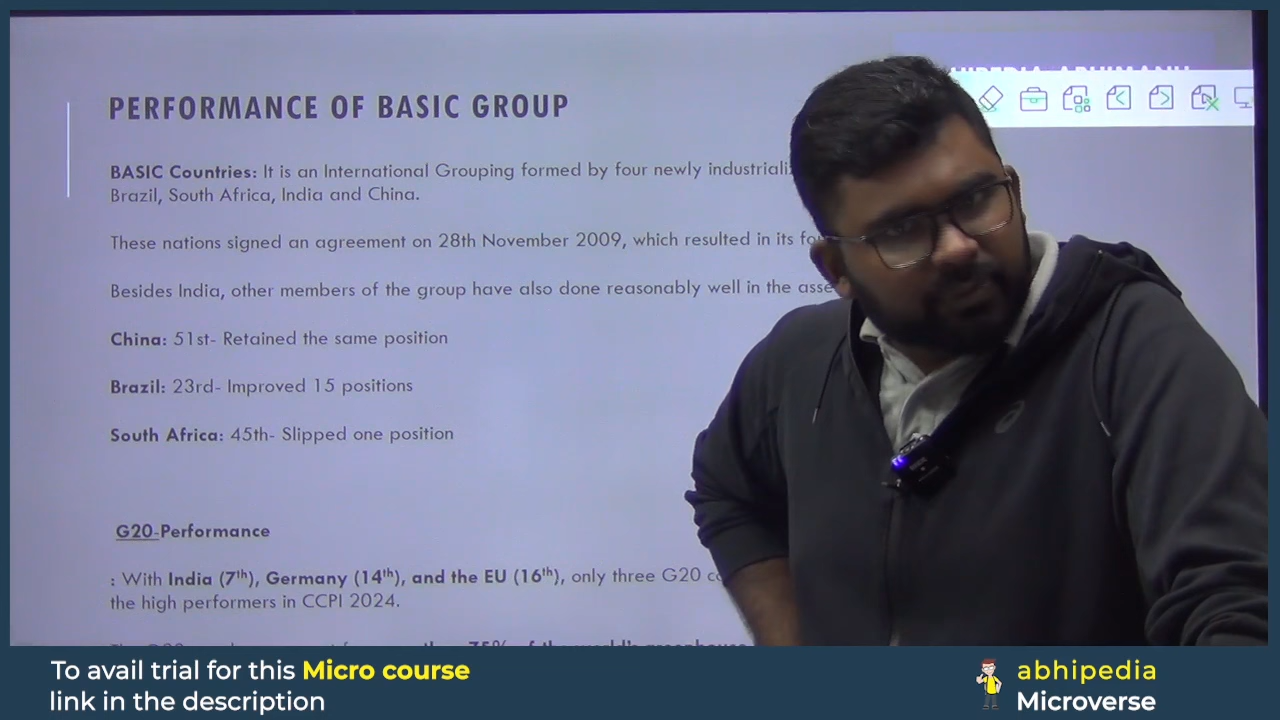 PERFORMANCE OF BASIC GROUP
BASIC Countries: It is an International Grouping formed by four newly
Brazil, South Africa, India and China.
These nations signed an agreement on 28th November 2009, which resulted in its
Besides India, other members of the group have also done reasonably well in the
China: 51st- Retained the same position
Brazil: 23rd- Improved 15 positions
South Africa: 45th- Slipped one position
G20-Performance
: With India (7th), Germany (14th), and the EU (16th), only three G20
the high performers in CCPI 2024.
To avail trial for this Micro course
link in the description
abhipedia
Microverse